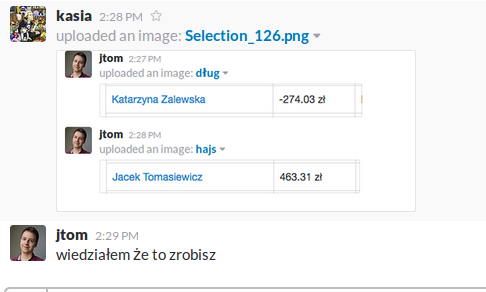 kasia 2:28 PM
uploaded an image: Selection_126.png
jtom 2:27 PM
uploaded an image: dług
Katarzyna Zalewska -274.03 zł
jtom 2:28 PM
uploaded an image: hajs
Jacek Tomasiewicz 463.31 zł
jtom 2:29 PM
wiedziałem że to zrobisz